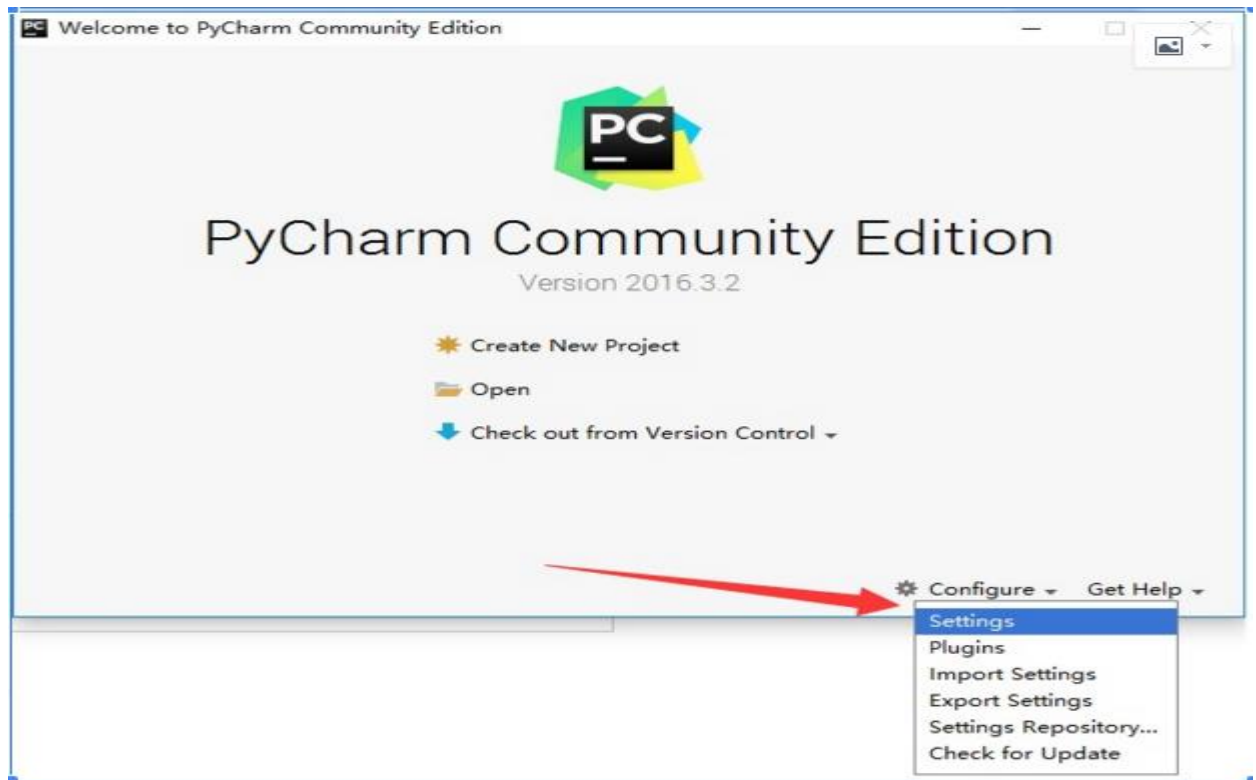 PC Welcome to PyCharm Community Edition
PC
PyCharm Community Edition
Version 2016.3.2
Create New Project
Open
Check out from Version Control
Configure Get Help
Settings
Plugins
Import Settings
Export Settings
Settings Repository...
Check for Update